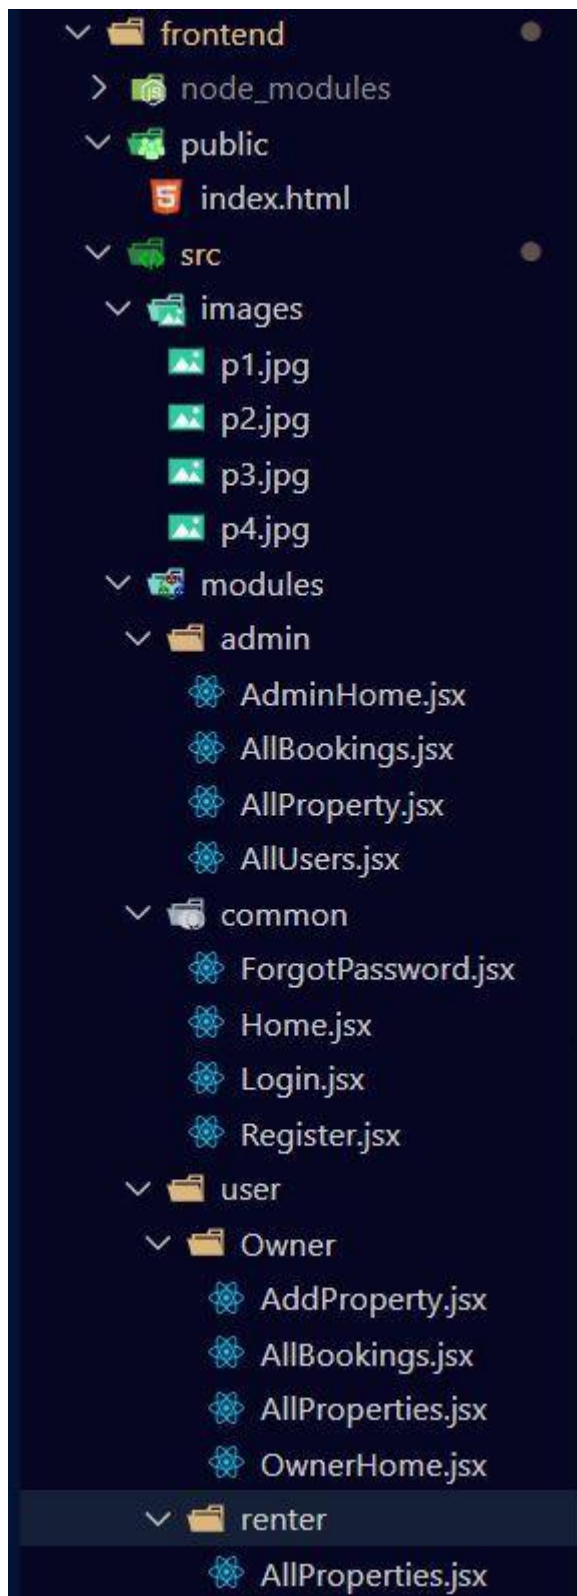 frontend
node_modules
public
index.html
src
images
p1.jpg
p2.jpg
p3.jpg
p4.jpg
modules
admin
AdminHome.jsx
AllBookings.jsx
AllProperty.jsx
AllUsers.jsx
common
ForgotPassword.jsx
Home.jsx
Login.jsx
Register.jsx
user
Owner
AddProperty.jsx
AllBookings.jsx
AllProperties.jsx
OwnerHome.jsx
renter
AllProperties.jsx